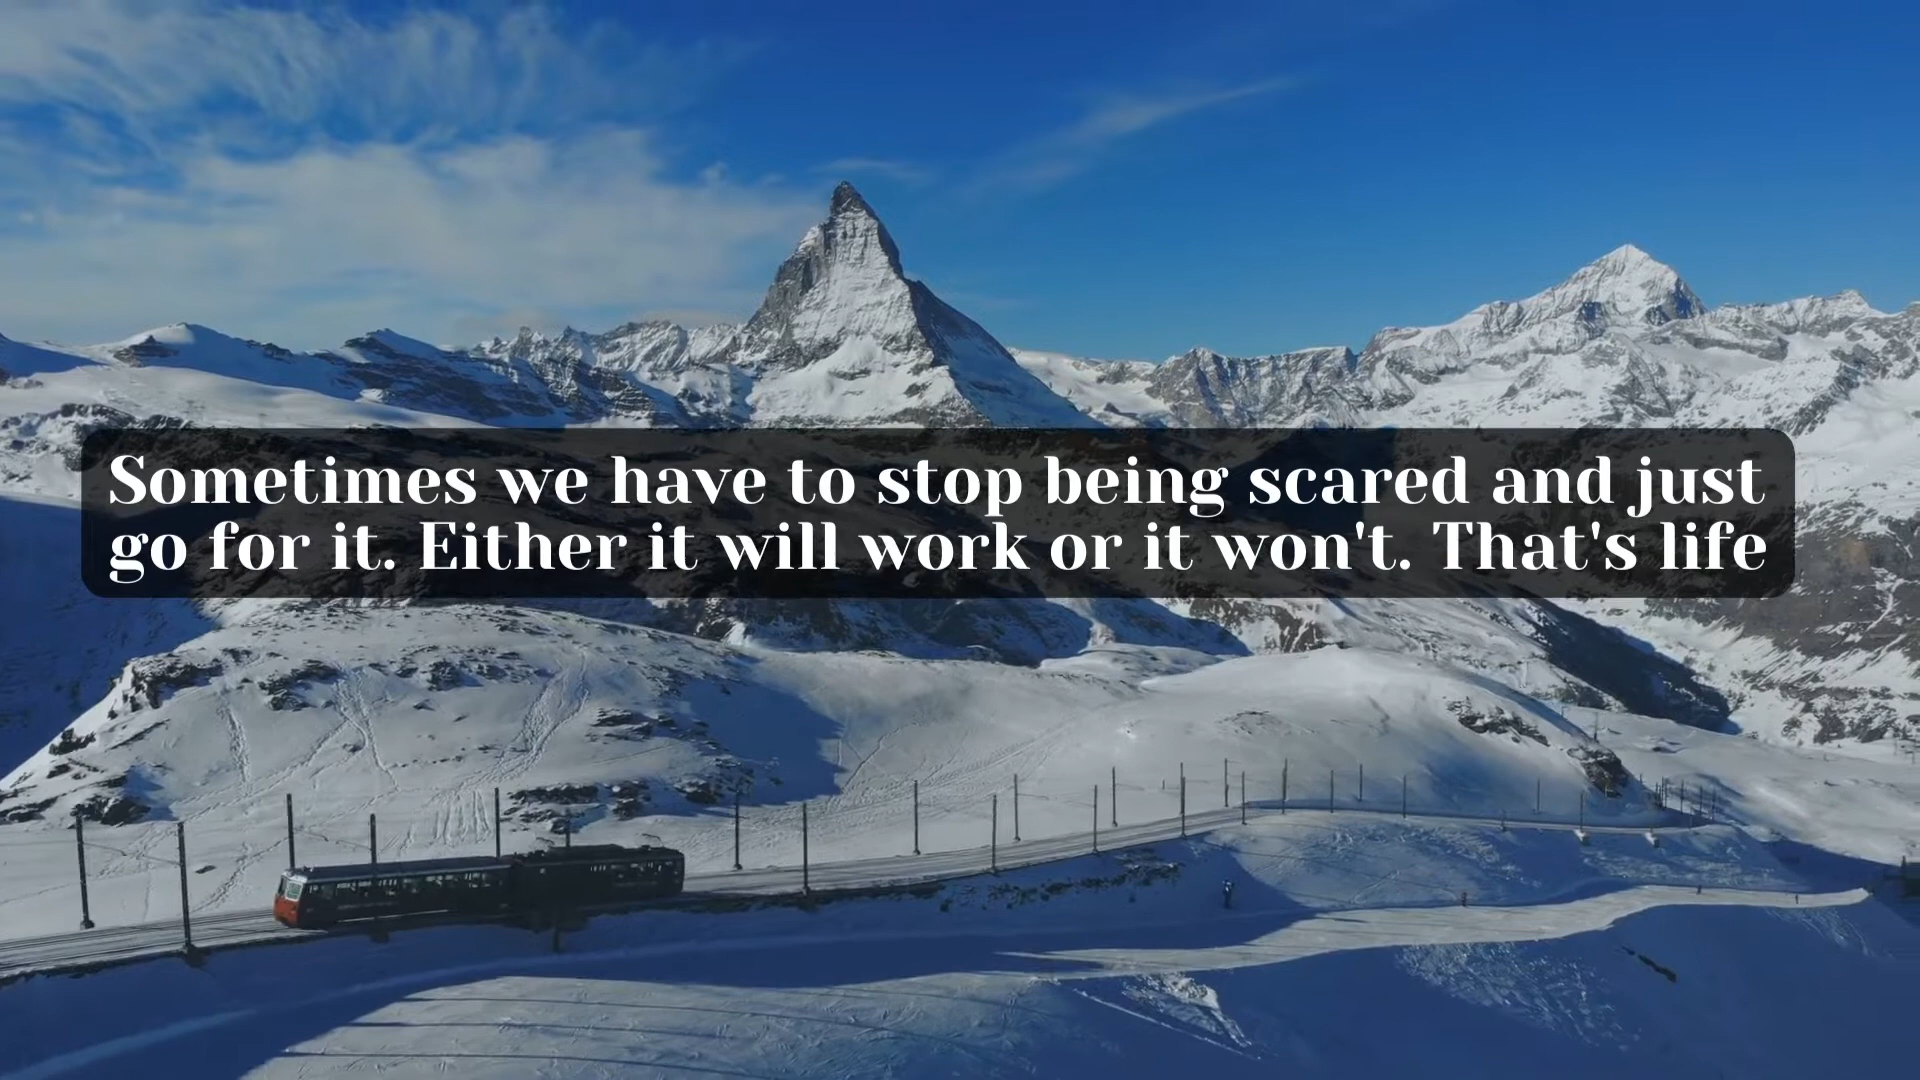 Sometimes we have to stop being scared and just
go for it. Either it will work or it won't. That's life